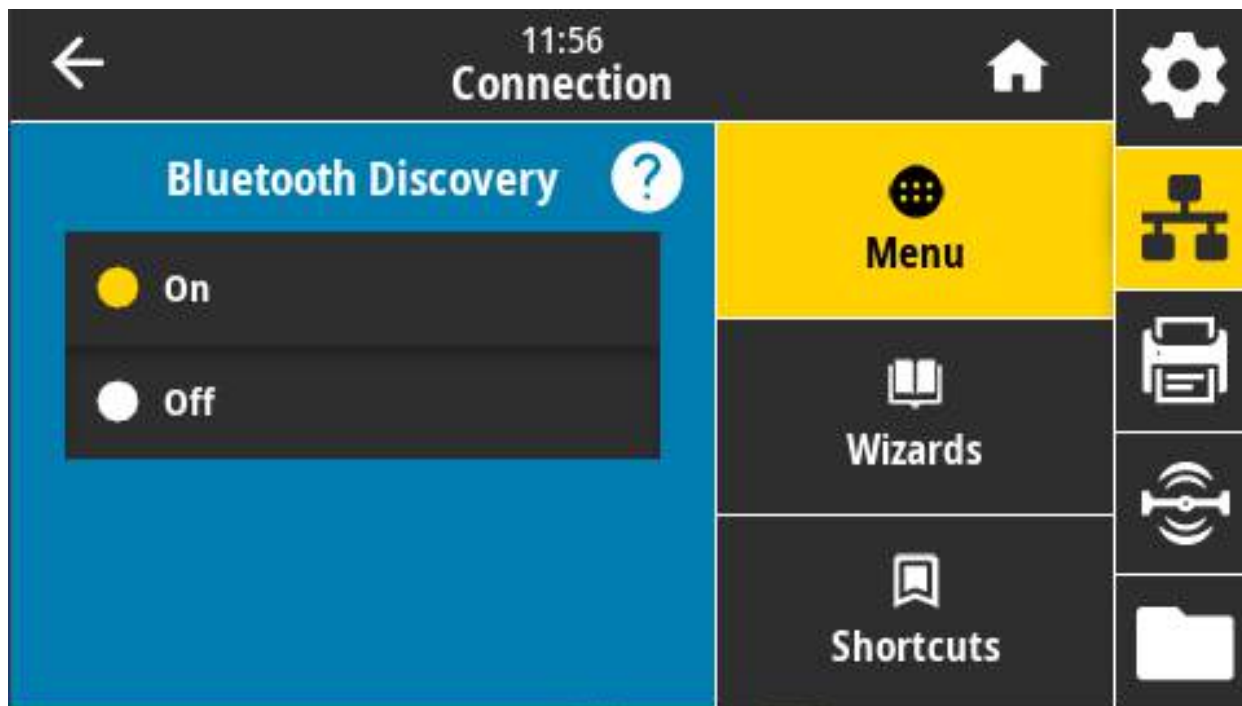 11:56
Connection
Bluetooth Discovery ?
On
Off
Menu
Wizards
Shortcuts